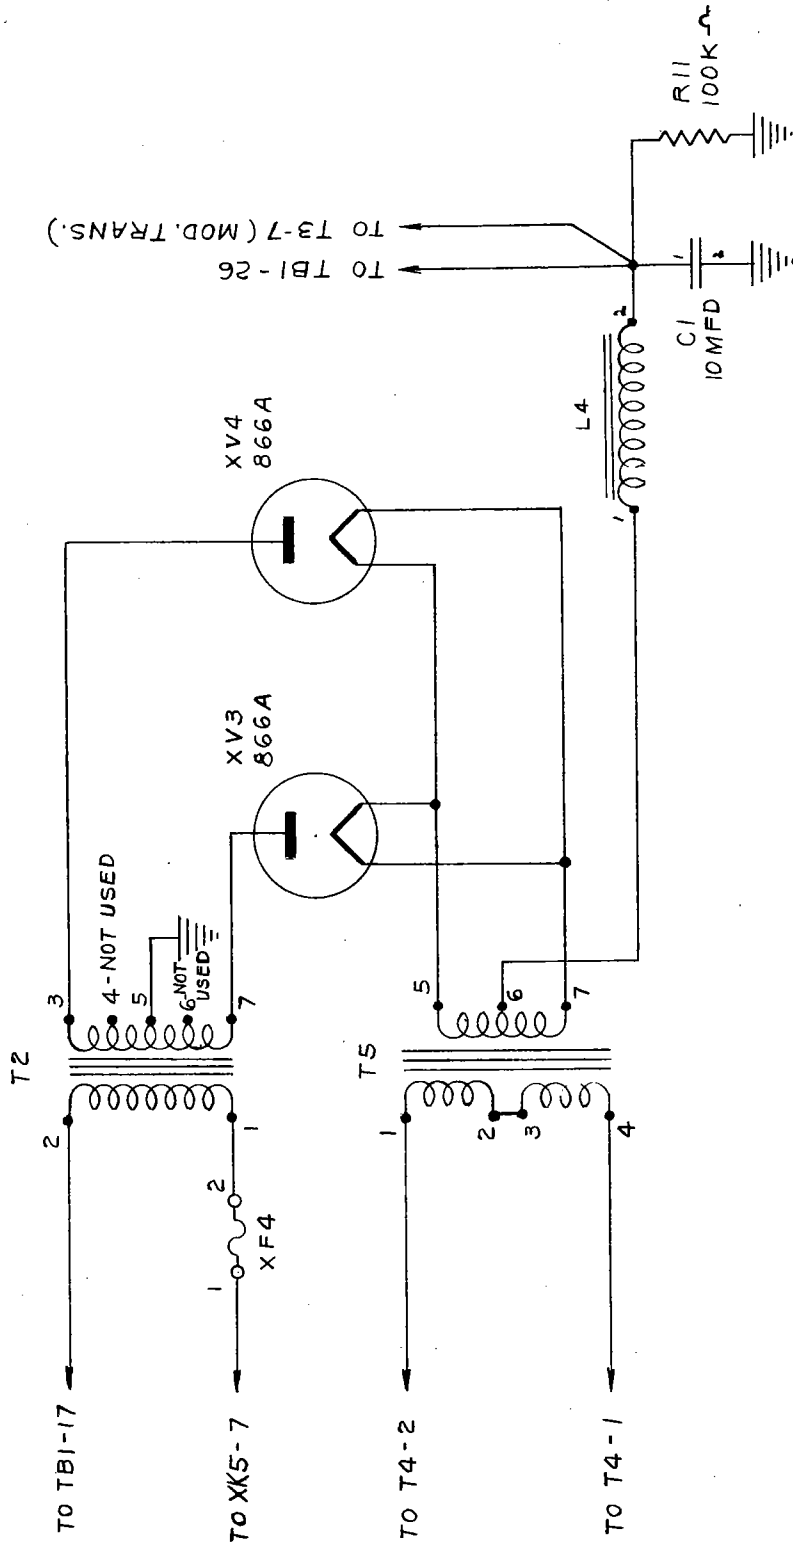 TO TB1-17
2
T2
3
4-NOT USED
5
6-NOT
USED
7
1
2
XF4
1
TO XK5-7
XV3
866A
XV4
866A
TO T4-2
1
T5
2
3
4
TO T4-1
5
6
7
1
L4
2
TO TB1-26
TO T3-7 (MOD. TRANS.)
1
2
C1
10MFD
R11
100K